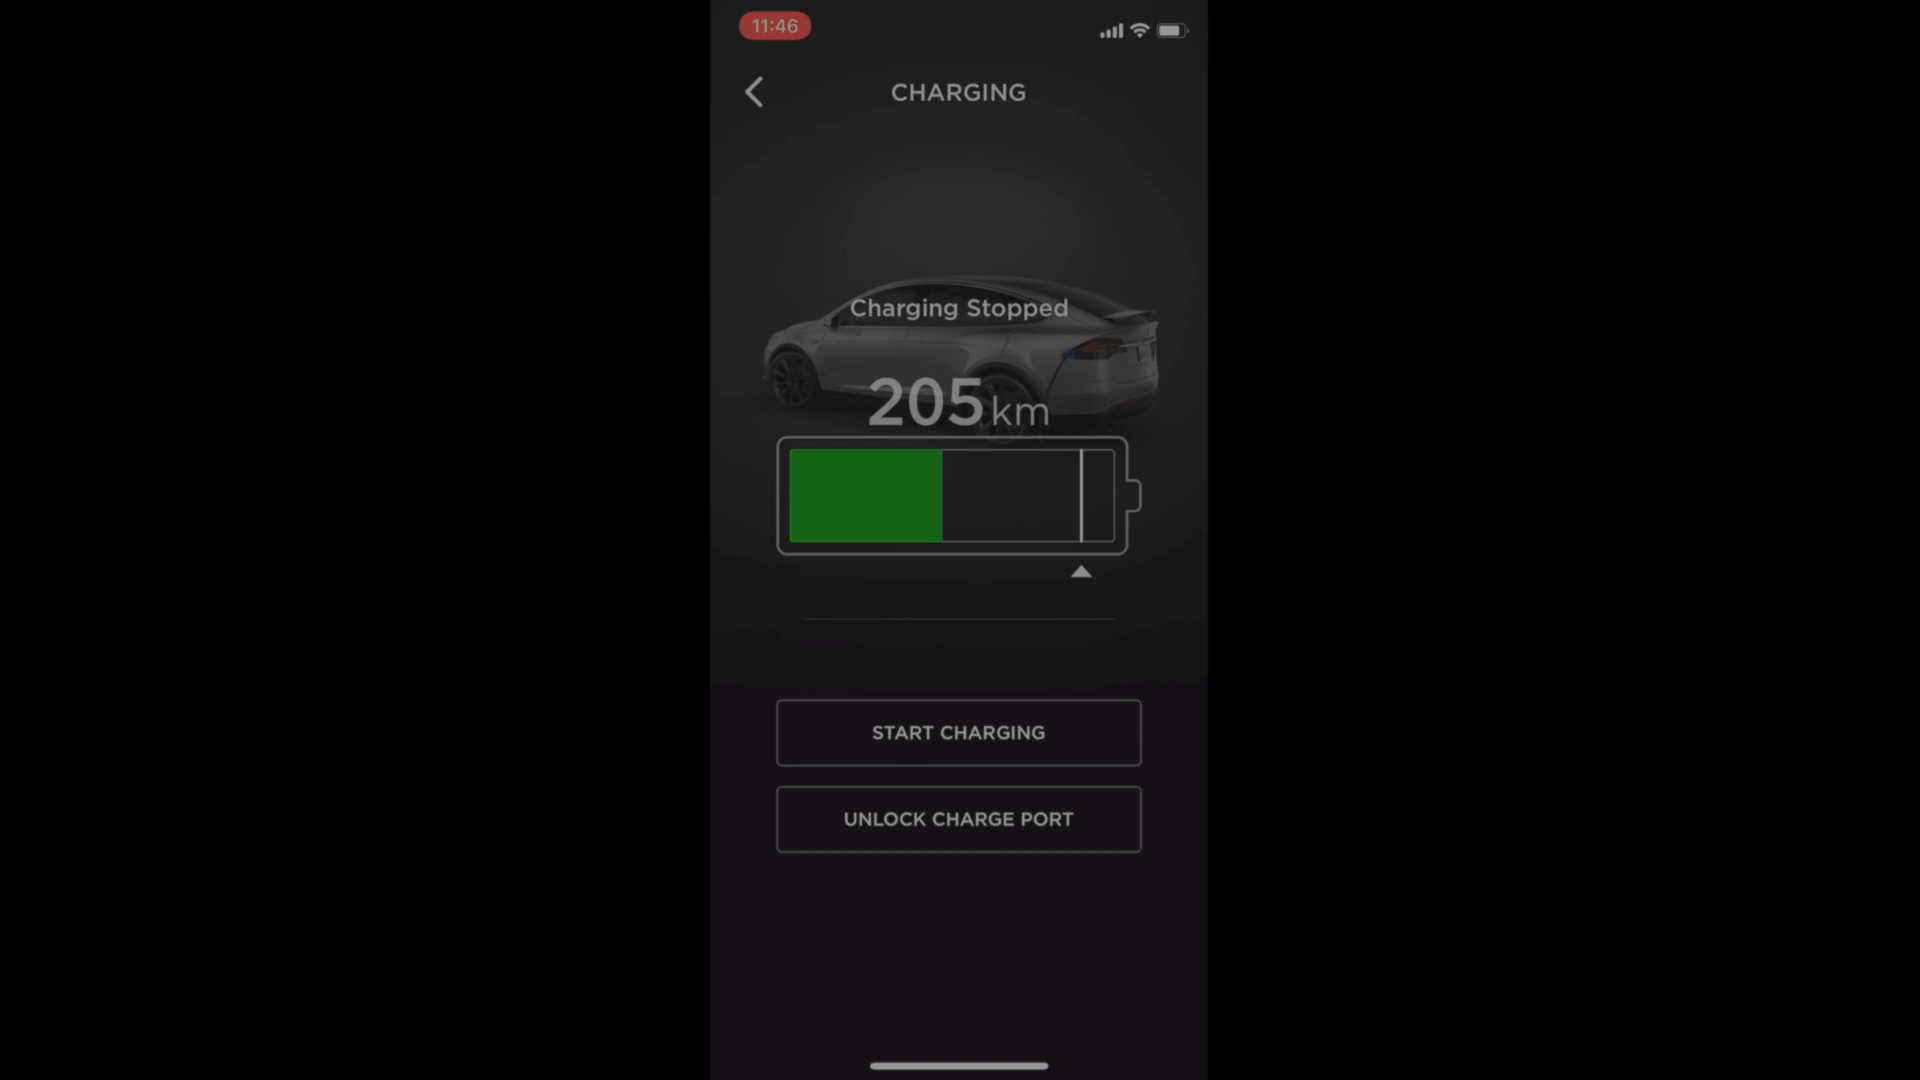 11:46
CHARGING
Charging Stopped
205km
START CHARGING
UNLOCK CHARGE PORT